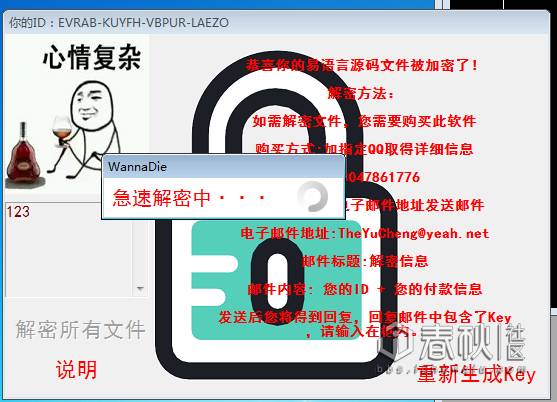 你的ID：EVRAB-KUYFH-VBPUR-LAEZO
心情复杂
恭喜你的易语言源码文件被加密了！
解密方法：
如需解密文件，您需要购买此软件
购买方式:加指定QQ取得详细信息
047861776
电子邮件地址发送邮件
电子邮件地址:TheYuCheng@yeah.net
邮件标题:解密信息
邮件内容: 您的ID + 您的付款信息
发送后您将得到回复，回复邮件中包含了Key
，请输入在
WannaDie
急速解密中・・・
123
解密所有文件
说明
重新生成Key
春秋
社区